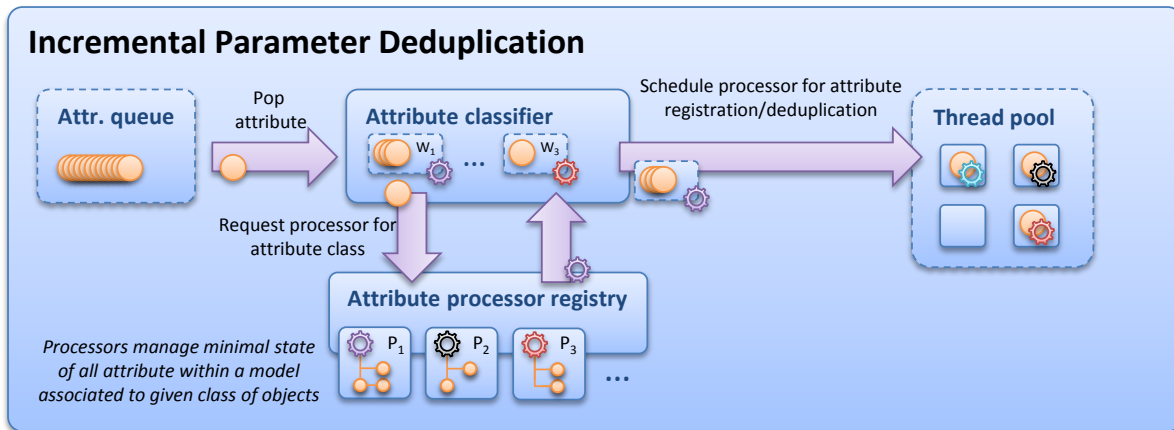 Incremental Parameter Deduplication
Attr. queue
Pop
attribute
Attribute classifier
W1
...
W3
Schedule processor for attribute
registration/deduplication
Thread pool
Request processor for
attribute class
Attribute processor registry
P1
P2
P3
...
Processors manage minimal state
of all attribute within a model
associated to given class of objects